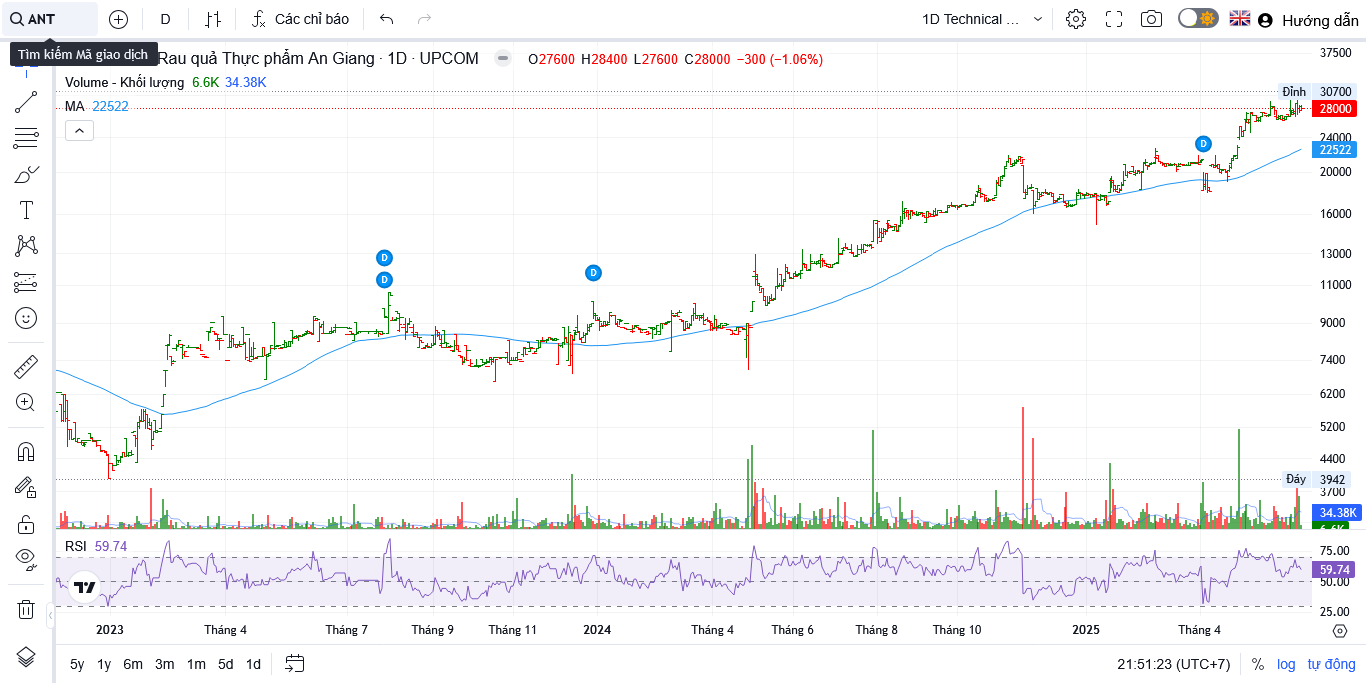 ANT
D
Các chỉ báo
1D Technical ...
Hướng dẫn
Tìm kiếm Mã giao dịch
Rau quả Thực phẩm An Giang · 1D · UPCOM
O27600 H28400 L27600 C28000 −300 (−1.06%)
Volume - Khối lượng 6.6K 34.38K
MA 22522
37500
Đỉnh 30700
28000
24000
22522
20000
16000
13000
11000
9000
7400
6200
5200
4400
Đáy 3942
3700
34.38K
6.6K
D
D
D
D
RSI 59.74
75.00
59.74
50.00
25.00
2023 Tháng 4 Tháng 7 Tháng 9 Tháng 11 2024 Tháng 4 Tháng 6 Tháng 8 Tháng 10 2025 Tháng 4
5y 1y 6m 3m 1m 5d 1d
21:51:23 (UTC+7) % log tự động